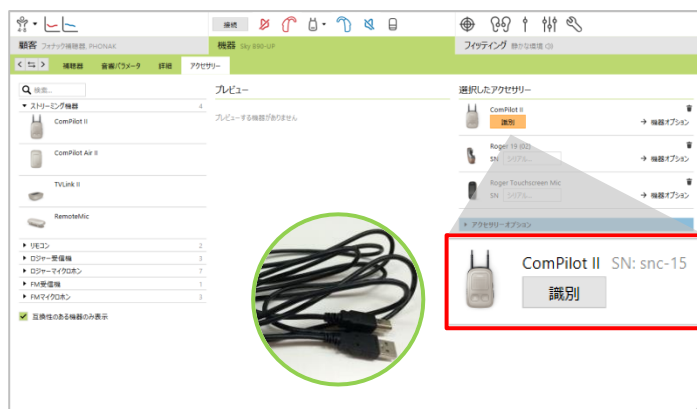 接続
顧客 フォナック補聴器, PHONAK
機器 Sky B90-UP
フィッティング 静かな環境 (3)
補聴器 音響パラメータ 詳細 アクセサリー
検索...
ストリーミング機器 4
ComPilot II
ComPilot Air II
TVLink II
RemoteMic
リモコン 2
ロジャー受信機 3
ロジャーマイクロホン 7
FM受信機 1
FMマイクロホン 3
互換性のある機器のみ表示
プレビュー
プレビューする機器がありません
選択したアクセサリー
ComPilot II
識別
機器オプション
Roger 19 (02)
SN シリアル...
機器オプション
Roger Touchscreen Mic
SN シリアル...
機器オプション
アクセサリーオプション
ComPilot II SN: snc-15
識別